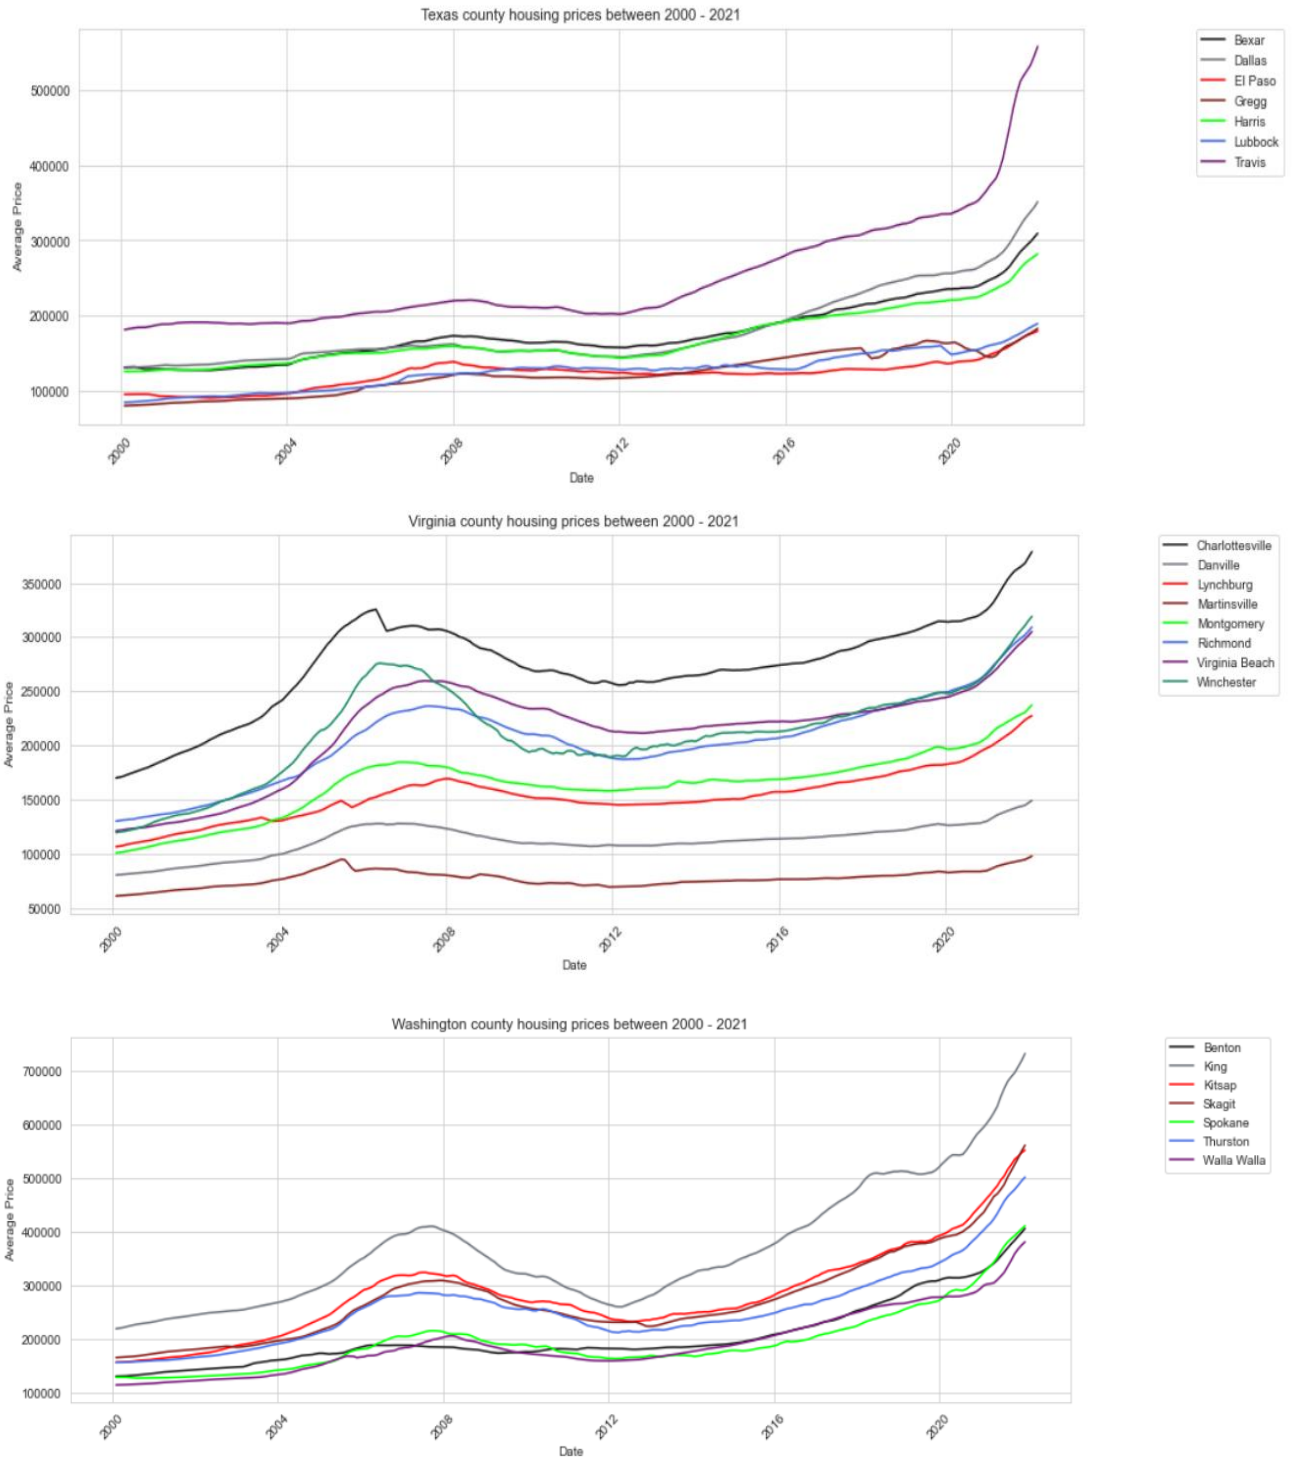 Texas county housing prices between 2000 - 2021
Bexar
Dallas
El Paso
Gregg
Harris
Lubbock
Travis
Average Price
500000
400000
300000
200000
100000
2000
2004
2008
2012
2016
2020
Date
Virginia county housing prices between 2000 - 2021
Charlottesville
Danville
Lynchburg
Martinsville
Montgomery
Richmond
Virginia Beach
Winchester
Average Price
350000
300000
250000
200000
150000
100000
50000
2000
2004
2008
2012
2016
2020
Date
Washington county housing prices between 2000 - 2021
Benton
King
Kitsap
Skagit
Spokane
Thurston
Walla Walla
Average Price
700000
600000
500000
400000
300000
200000
100000
2000
2004
2008
2012
2016
2020
Date